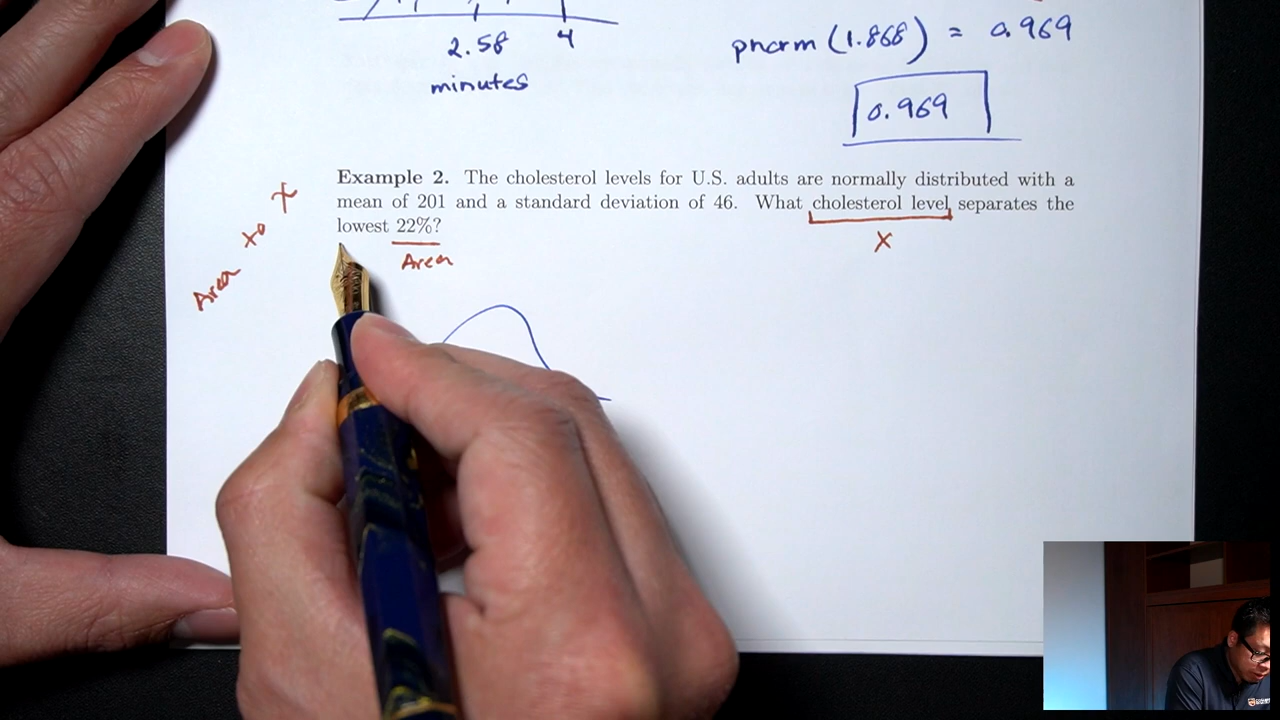 2.58 4
minutes
pnorm (1.868) = 0.969
0.969
Example 2. The cholesterol levels for U.S. adults are normally distributed with a
mean of 201 and a standard deviation of 46. What cholesterol level separates the
lowest 22%?
x
Area
Area to x